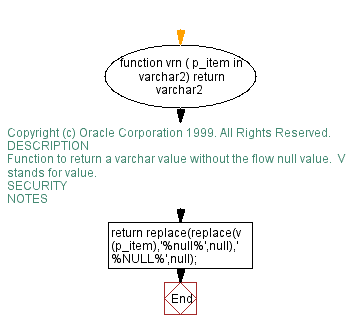 function vrn ( p_item in
varchar2) return
varchar2
Copyright (c) Oracle Corporation 1999. All Rights Reserved.
DESCRIPTION
Function to return a varchar value without the flow null value.  V
stands for value.
SECURITY
NOTES
return replace(replace(v
(p_item),'%null%',null),'
%NULL%',null);
End